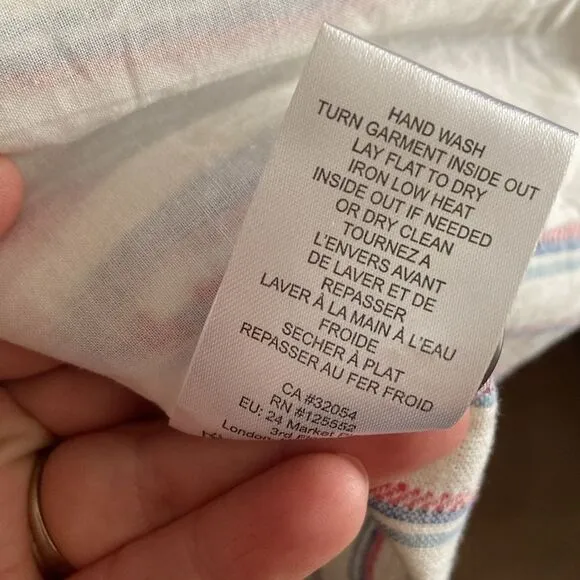 HAND WASH
TURN GARMENT INSIDE OUT
LAY FLAT TO DRY
IRON LOW HEAT
INSIDE OUT IF NEEDED
OR DRY CLEAN
TOURNEZ A
L'ENVERS AVANT
DE LAVER ET DE
REPASSER
LAVER À LA MAIN À L'EAU
FROIDE
SECHER À PLAT
REPASSER AU FER FROID
CA #32054
RN #125552
EU: 24 Market
London
3rd